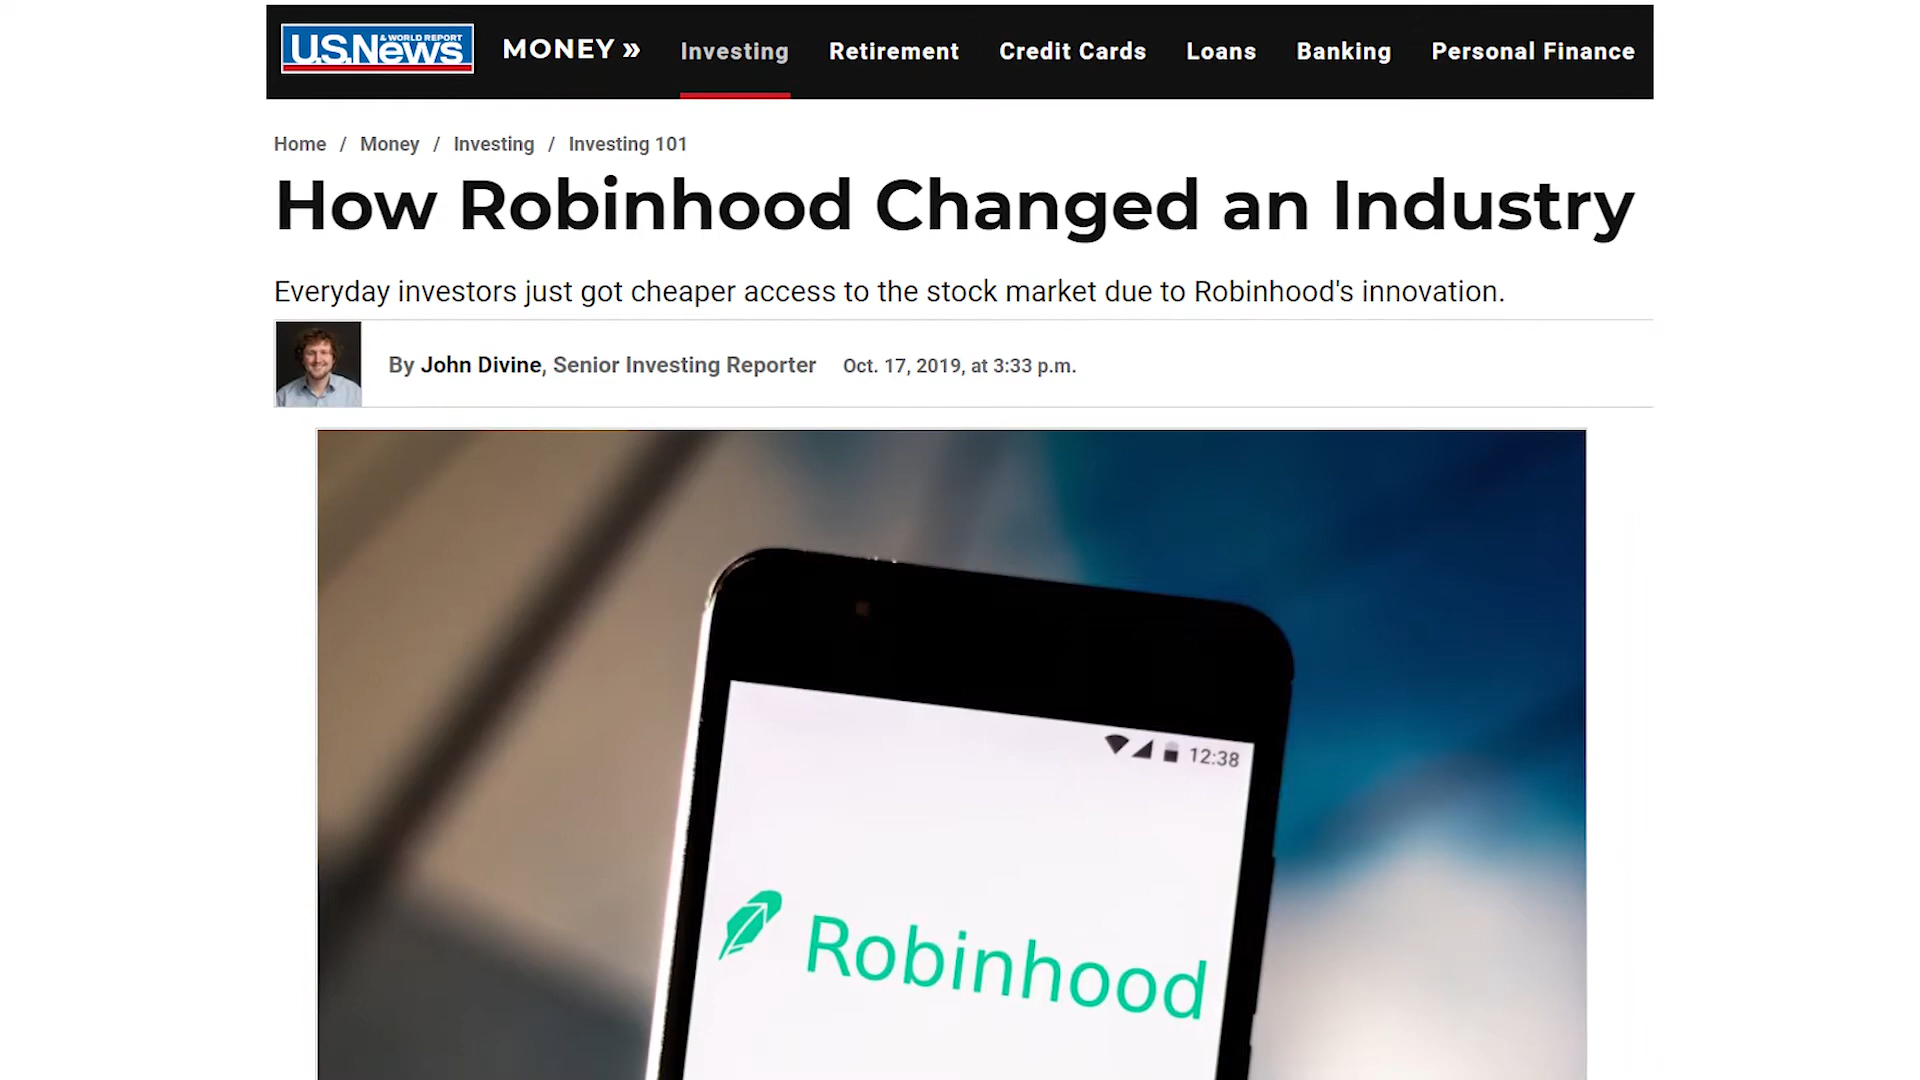 U.S.News & WORLD REPORT MONEY » Investing Retirement Credit Cards Loans Banking Personal Finance
Home / Money / Investing / Investing 101
How Robinhood Changed an Industry
Everyday investors just got cheaper access to the stock market due to Robinhood's innovation.
By John Divine, Senior Investing Reporter Oct. 17, 2019, at 3:33 p.m.
12:38
Robinhood